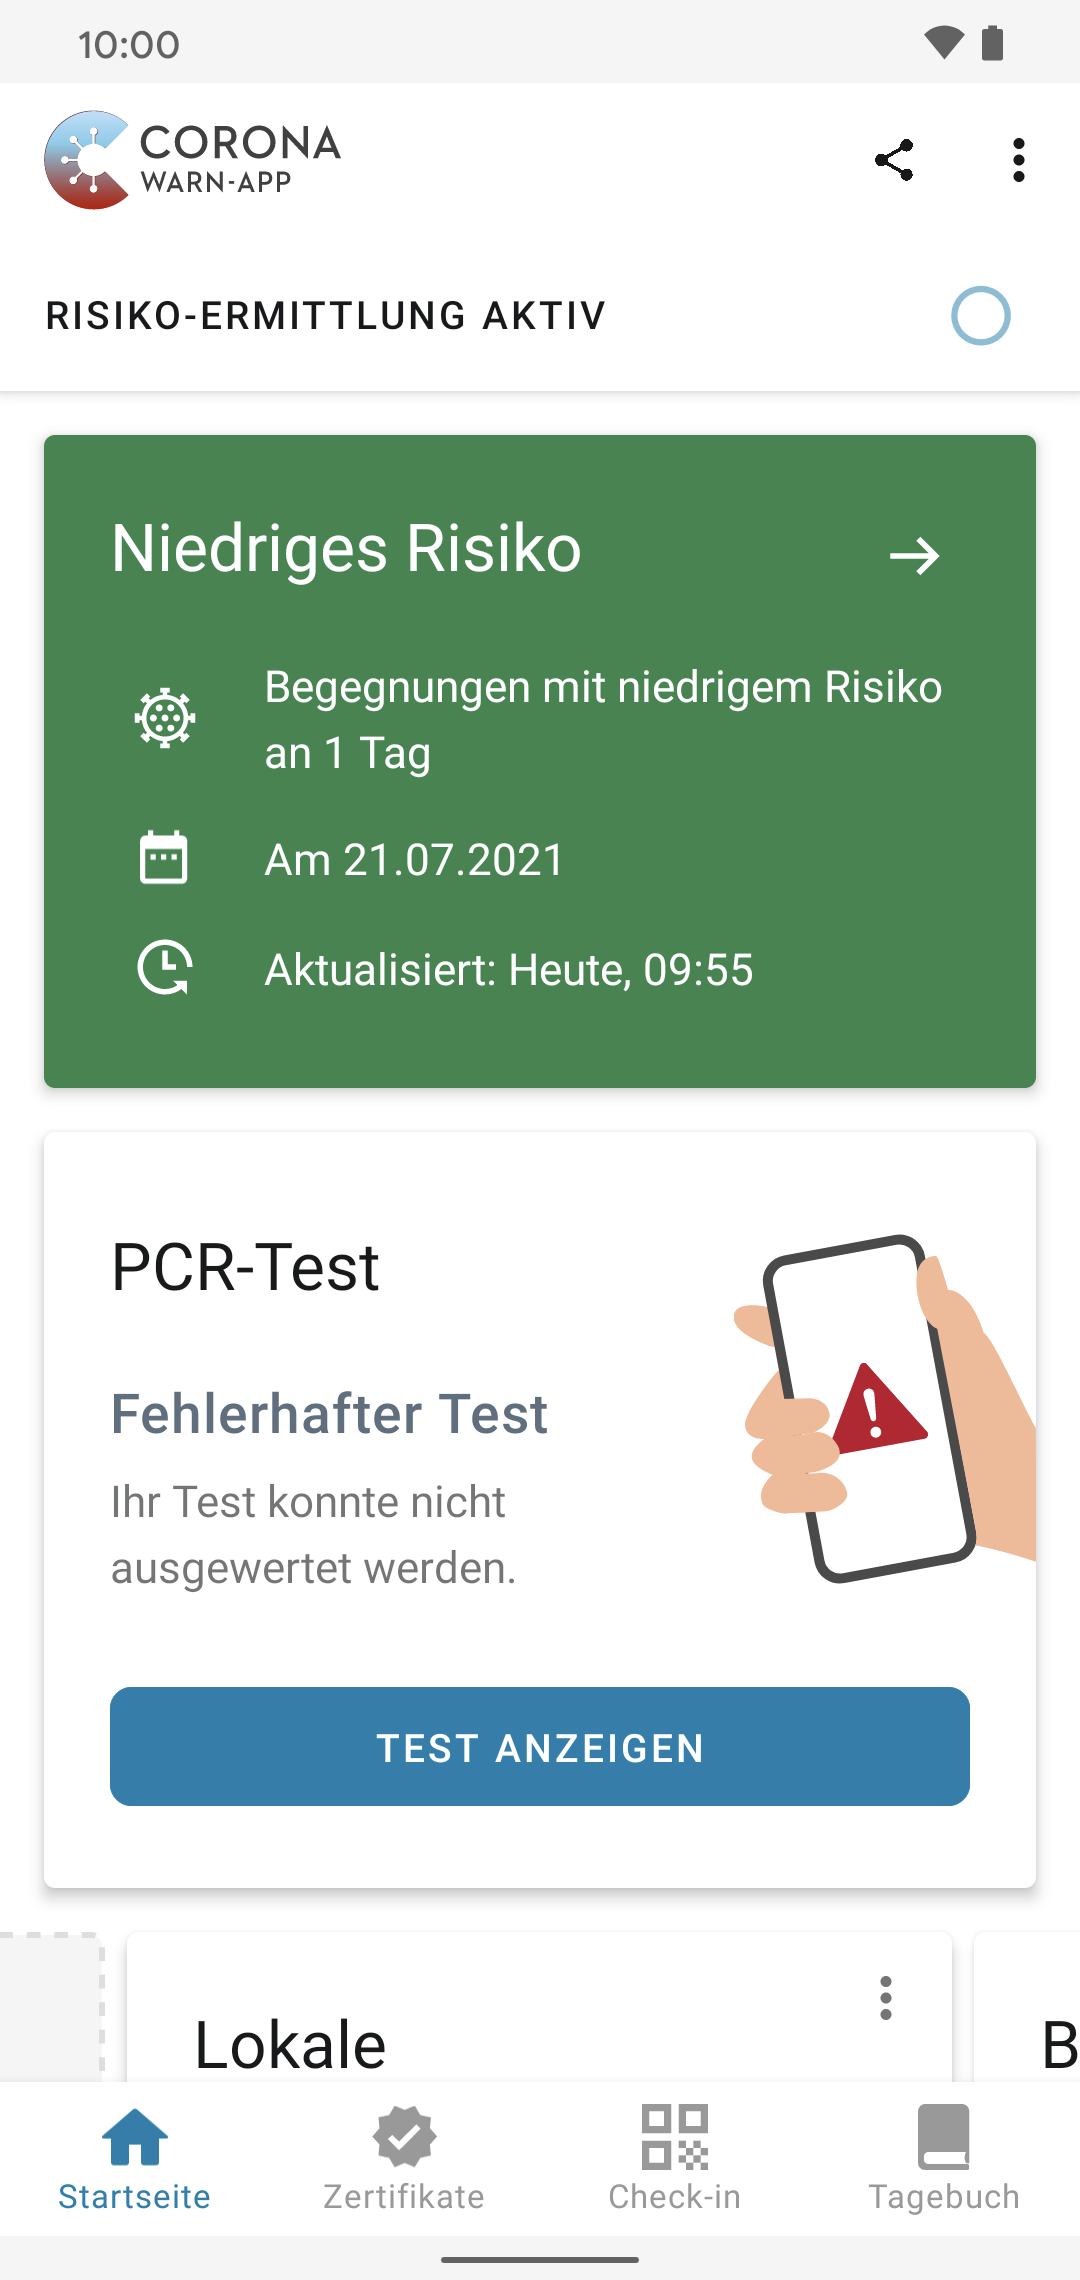 10:00
CORONA
WARN-APP
RISIKO-ERMITTLUNG AKTIV
Niedriges Risiko
Begegnungen mit niedrigem Risiko
an 1 Tag
Am 21.07.2021
Aktualisiert: Heute, 09:55
PCR-Test
Fehlerhafter Test
Ihr Test konnte nicht
ausgewertet werden.
TEST ANZEIGEN
Lokale
B
Startseite
Zertifikate
Check-in
Tagebuch